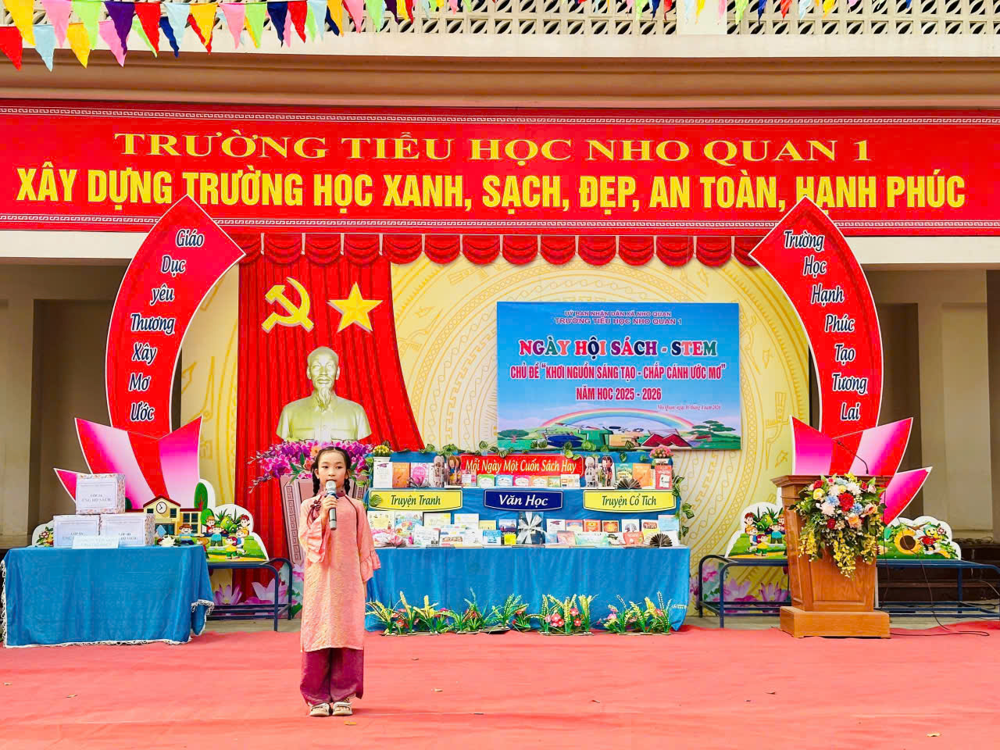 TRƯỜNG TIỂU HỌC NHO QUAN 1
XÂY DỰNG TRƯỜNG HỌC XANH, SẠCH, ĐẸP, AN TOÀN, HẠNH PHÚC
Giáo
Dục
yêu
Thương
Xây
Mơ
Ước
Trường
Học
Hạnh
Phúc
Tạo
Tương
Lai
UỶ BAN NHÂN DÂN XÃ NHO QUAN
TRƯỜNG TIỂU HỌC NHO QUAN 1
NGÀY HỘI SÁCH - STEM
CHỦ ĐỀ "KHƠI NGUỒN SÁNG TẠO - CHẮP CÁNH ƯỚC MƠ"
NĂM HỌC 2025 - 2026
Mỗi Ngày Một Cuốn Sách Hay
Truyện Tranh
Văn Học
Truyện Cổ Tích
ỦNG HỘ SÁCH